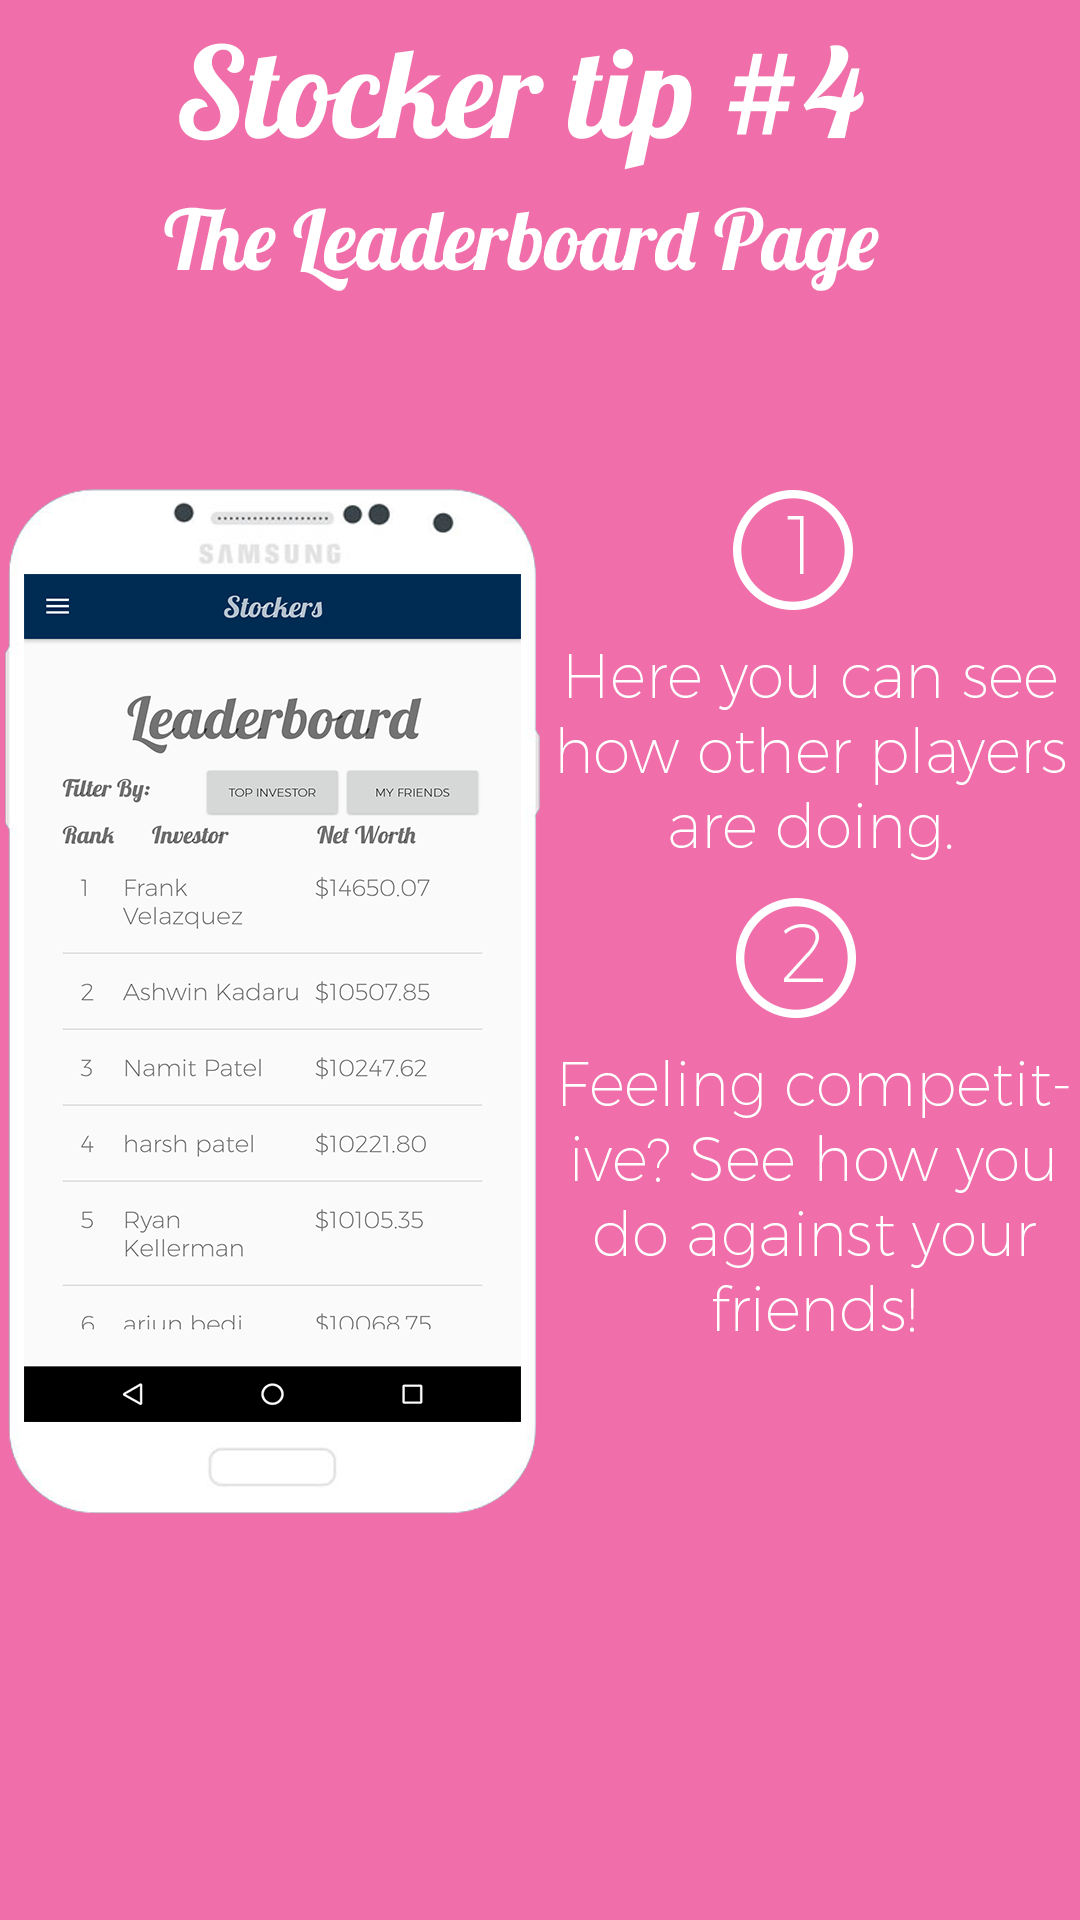 Stocker tip #4
The Leaderboard Page
SAMSUNG
Stockers
Leaderboard
Filter By: TOP INVESTOR MY FRIENDS
Rank Investor Net Worth
1 Frank $14650.07
Velazquez
2 Ashwin Kadaru $10507.85
3 Namit Patel $10247.62
4 harsh patel $10221.80
5 Ryan $10105.35
Kellerman
6 arjun bedi $10068.75
1
Here you can see
how other players
are doing.
2
Feeling competit-
ive? See how you
do against your
friends!